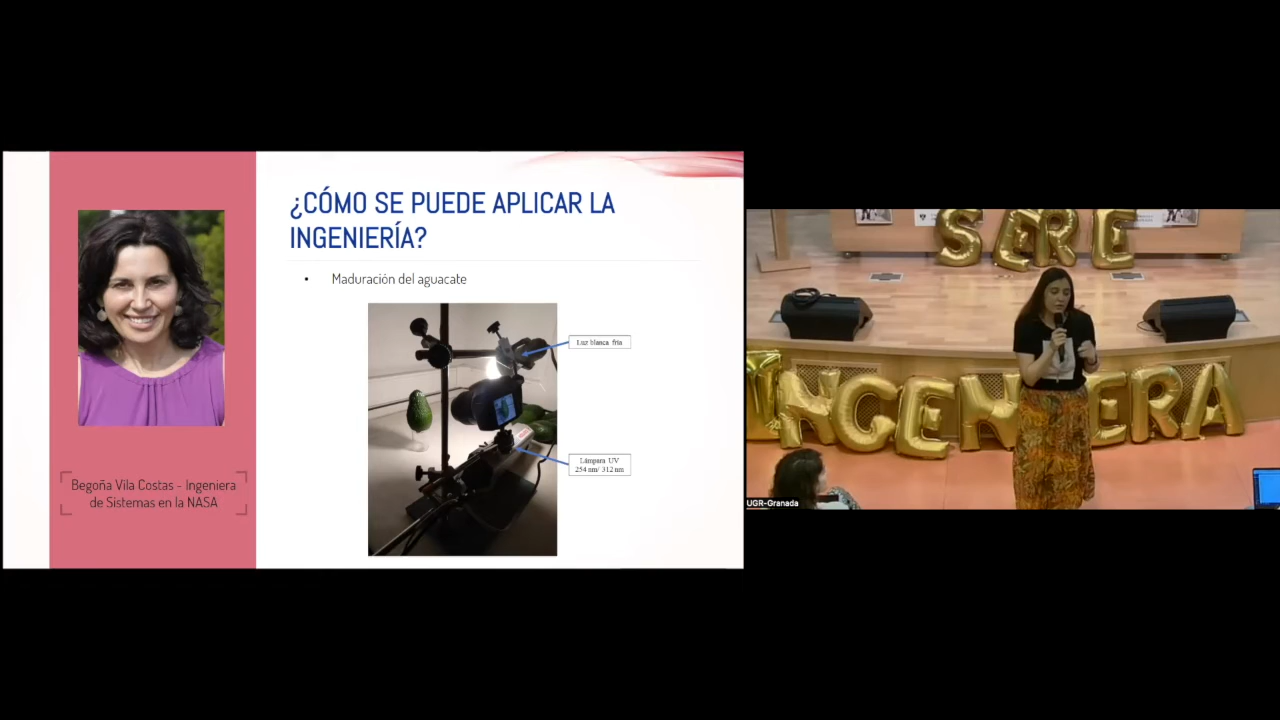 ¿CÓMO SE PUEDE APLICAR LA
INGENIERÍA?
• Maduración del aguacate
Luz blanca fría
Lámpara UV
254 nm/ 312 nm
Begoña Vila Costas - Ingeniera
de Sistemas en la NASA
SERÉ
INGENIERA
UGR-Granada